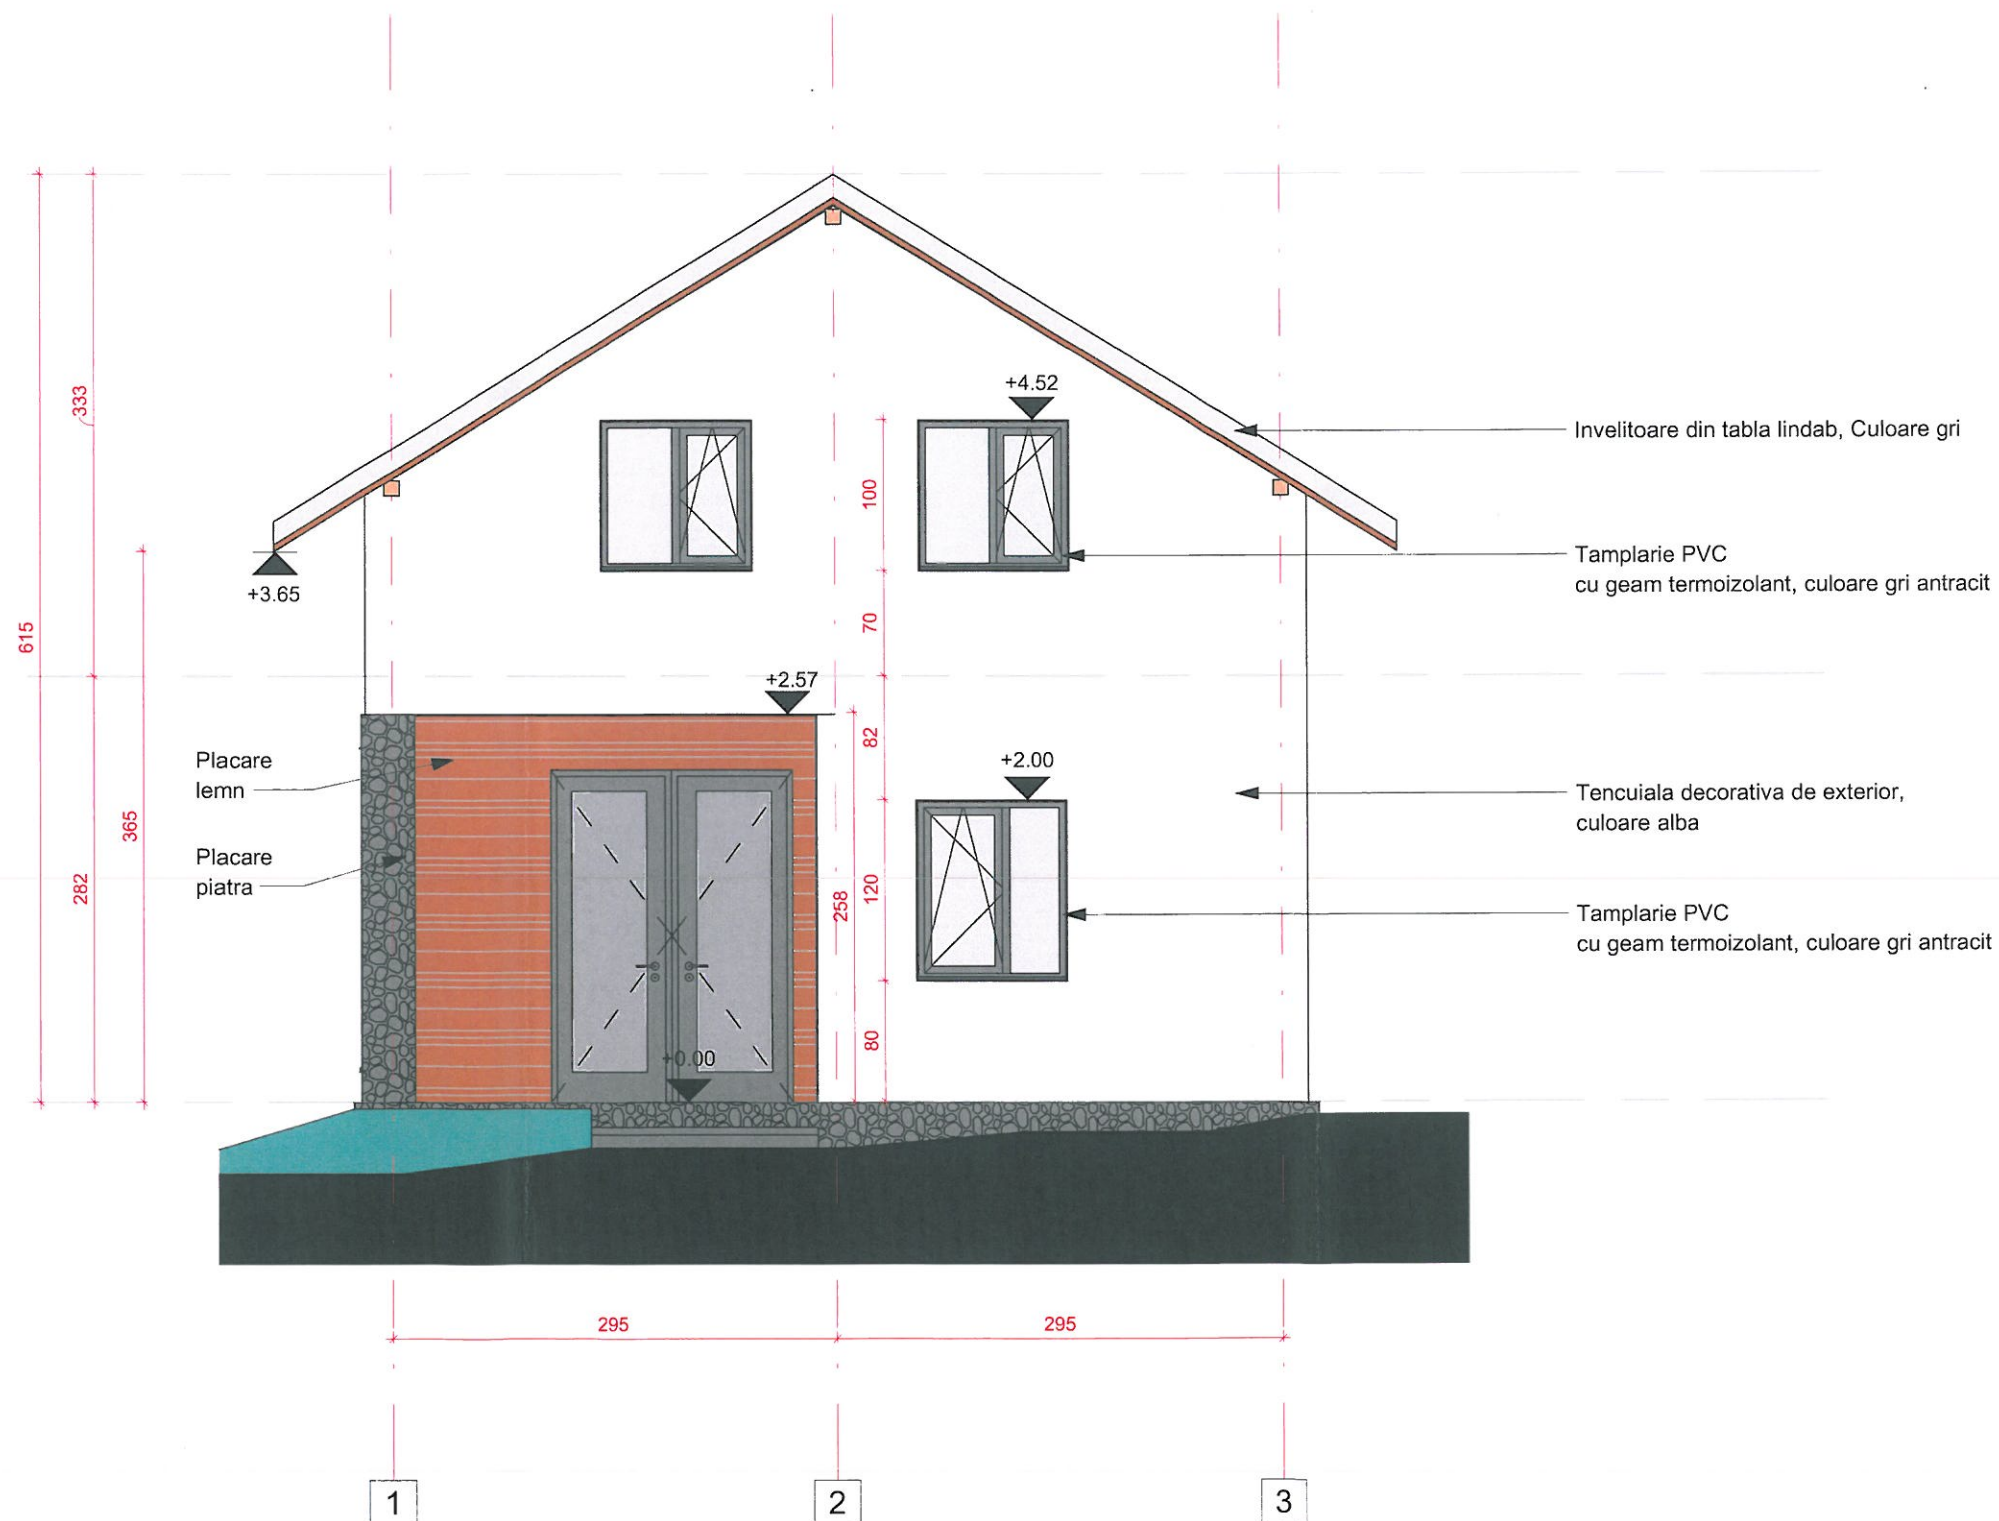 333
+4.52
Invelitoare din tabla lindab, Culoare gri
100
Tamplarie PVC
cu geam termoizolant, culoare gri antracit
+3.65
615
70
+2.57
82
Placare
lemn
+2.00
Tencuiala decorativa de exterior,
culoare alba
365
Placare
piatra
282
258
120
Tamplarie PVC
cu geam termoizolant, culoare gri antracit
80
+0.00
295
295
1
2
3